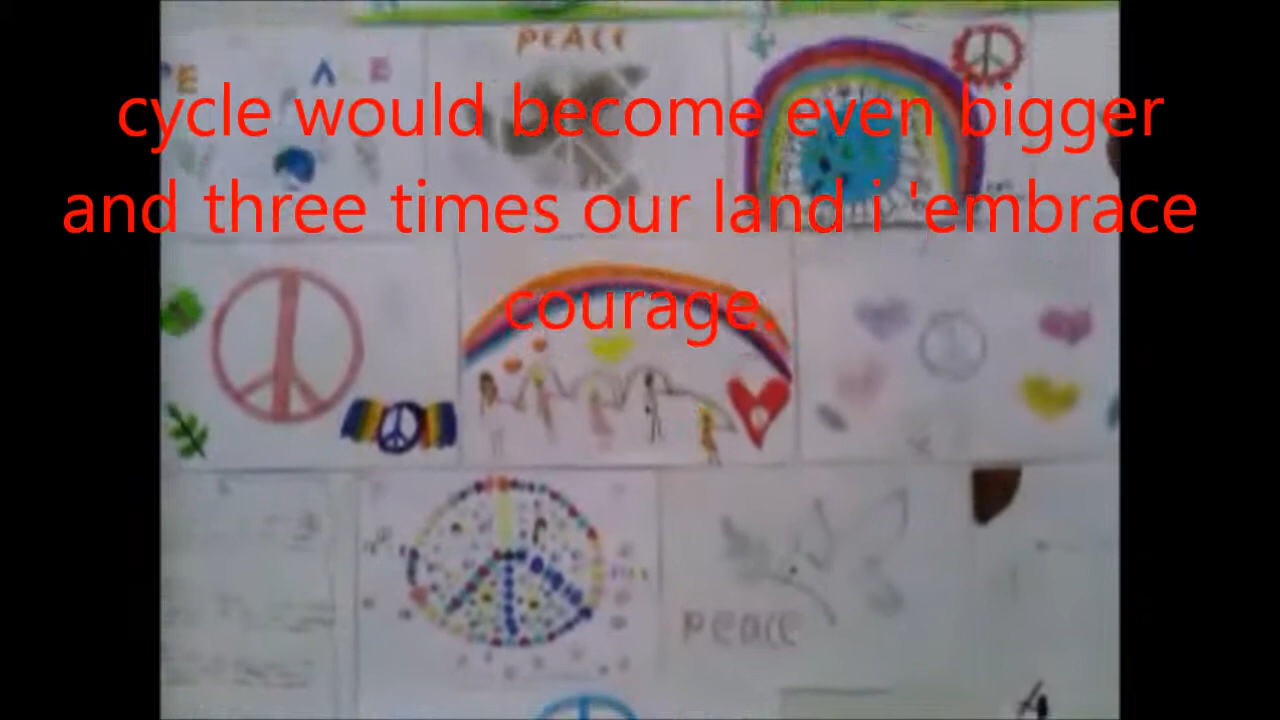 PEACE
cycle would become even bigger
and three times our land i 'embrace
courage.
PEACE